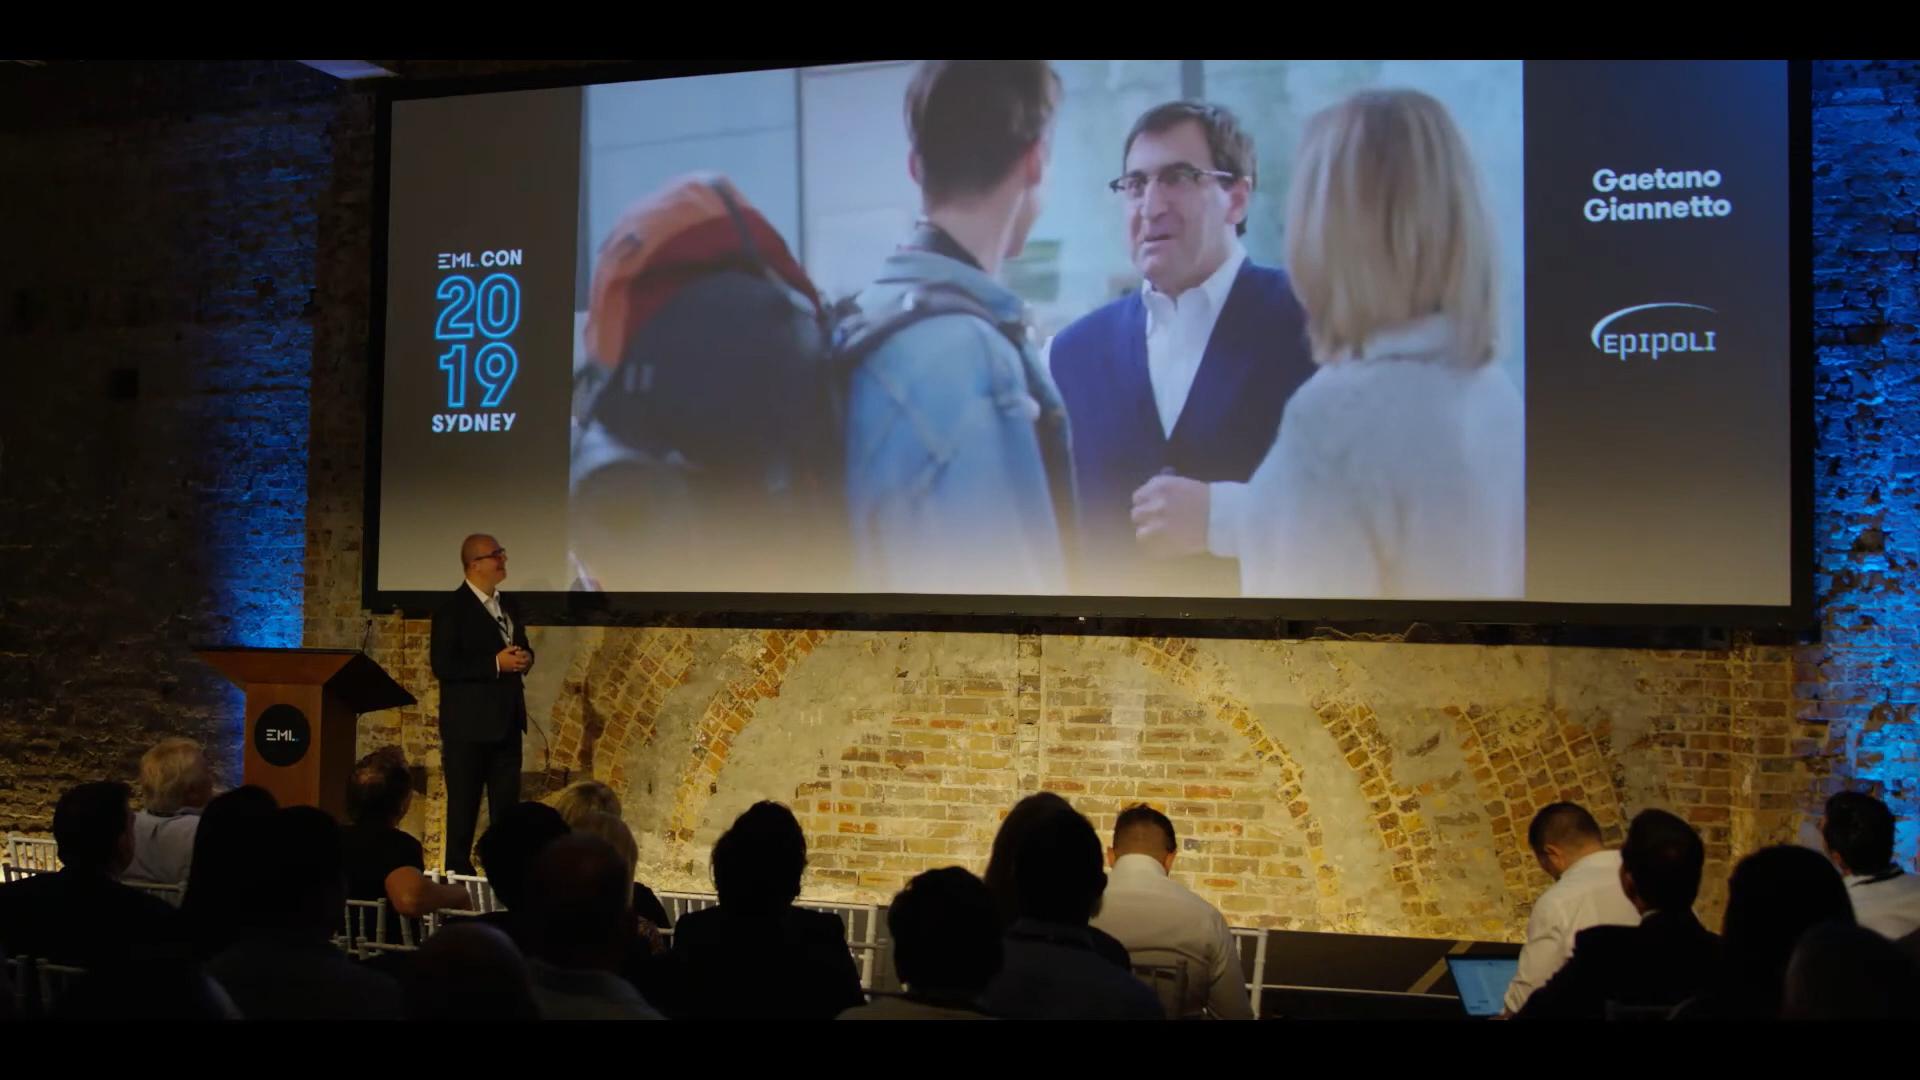 EML CON
20
19
SYDNEY
Gaetano
Giannetto
EPIPOLI
EML